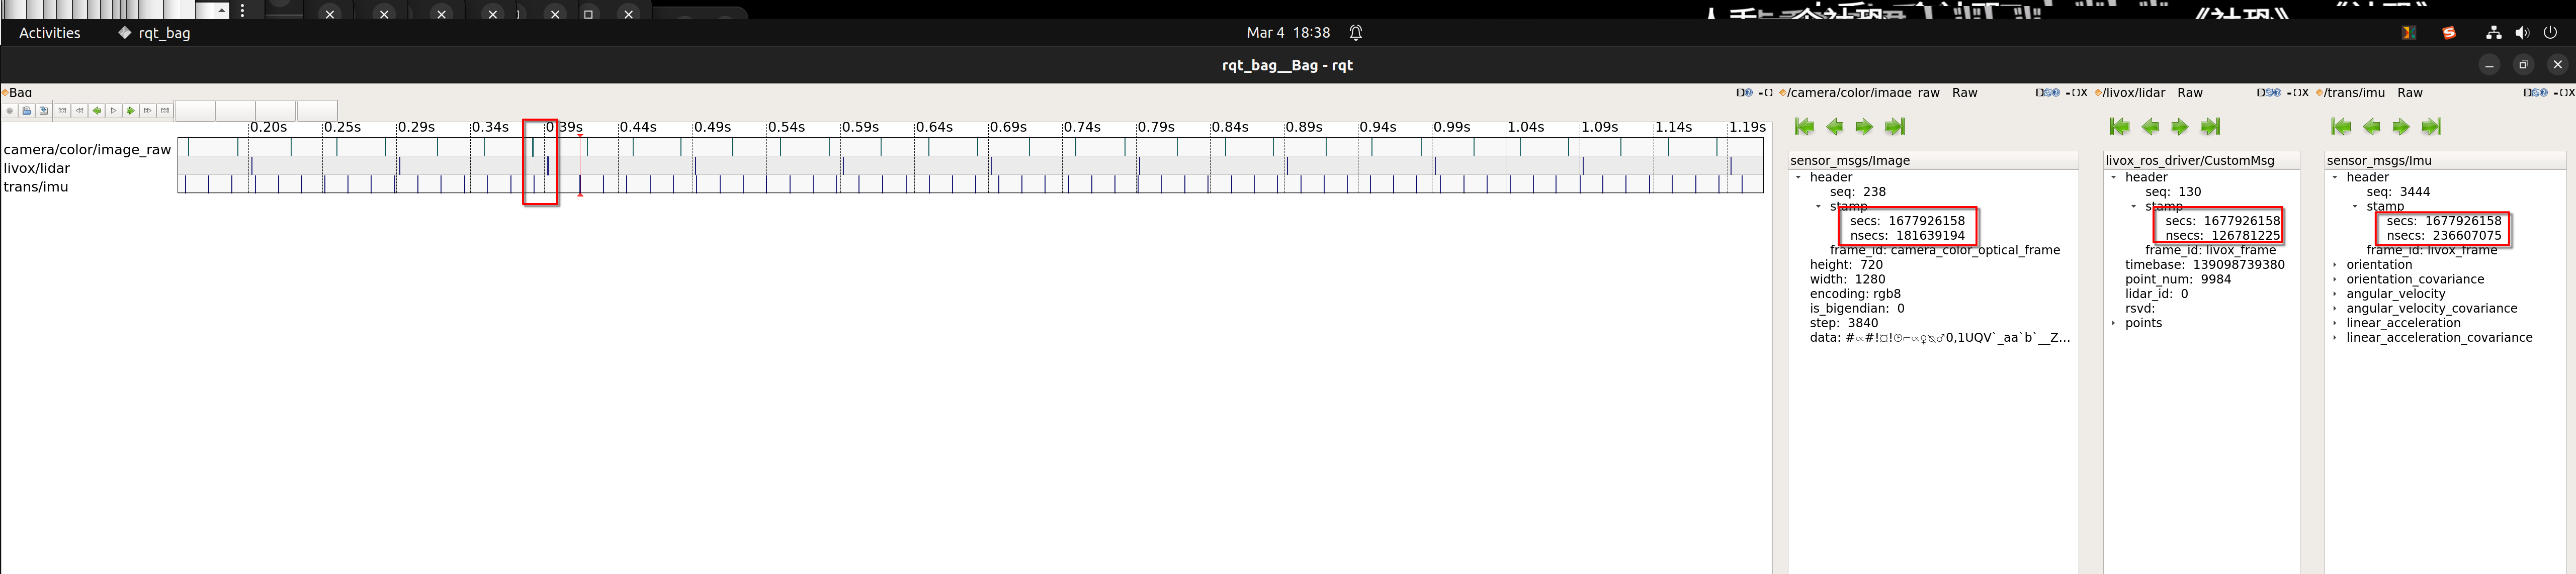 Activities rqt_bag Mar 4 18:38
rqt_bag__Bag - rqt
Bag
0.20s 0.25s 0.29s 0.34s 0.39s 0.44s 0.49s 0.54s 0.59s 0.64s 0.69s 0.74s 0.79s 0.84s 0.89s 0.94s 0.99s 1.04s 1.09s 1.14s 1.19s
camera/color/image_raw
livox/lidar
trans/imu
/camera/color/image_raw Raw
sensor_msgs/Image
header
seq: 238
stamp
secs: 1677926158
nsecs: 181639194
frame_id: camera_color_optical_frame
height: 720
width: 1280
encoding: rgb8
is_bigendian: 0
step: 3840
/livox/lidar Raw
livox_ros_driver/CustomMsg
header
seq: 130
stamp
secs: 1677926158
nsecs: 126781225
frame_id: livox_frame
timebase: 139098739380
point_num: 9984
lidar_id: 0
rsvd:
points
/trans/imu Raw
sensor_msgs/Imu
header
seq: 3444
stamp
secs: 1677926158
nsecs: 236607075
frame_id: livox_frame
orientation
orientation_covariance
angular_velocity
angular_velocity_covariance
linear_acceleration
linear_acceleration_covariance